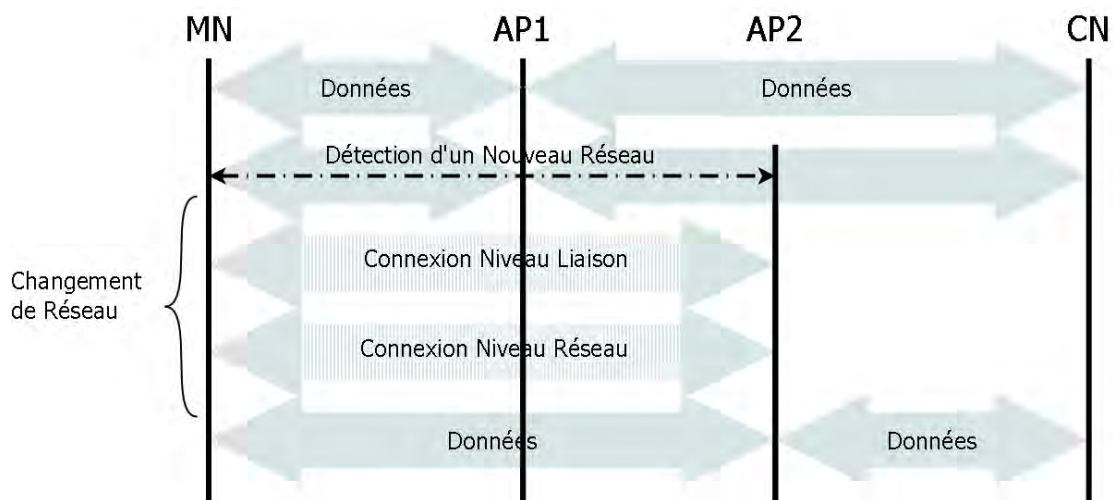 MN
AP1
AP2
CN
Données
Données
Détection d'un Nouveau Réseau
Connexion Niveau Liaison
Changement
de Réseau
Connexion Niveau Réseau
Données
Données